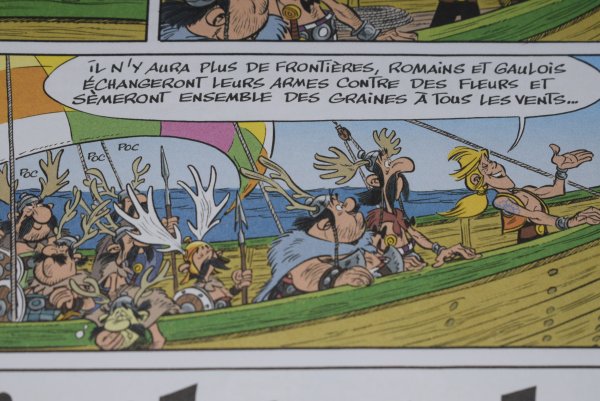 IL N'Y AURA PLUS DE FRONTIÈRES, ROMAINS ET GAULOIS
ÉCHANGERONT LEURS ARMES CONTRE DES FLEURS ET
SÈMERONT ENSEMBLE DES GRAINES À TOUS LES VENTS...
POC
POC
POC
POC